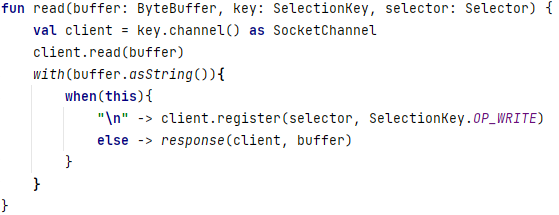 fun read(buffer: ByteBuffer, key: SelectionKey, selector: Selector) {
    val client = key.channel() as SocketChannel
    client.read(buffer)
    with(buffer.asString()){
        when(this){
            "\n" -> client.register(selector, SelectionKey.OP_WRITE)
            else -> response(client, buffer)
        }
    }
}